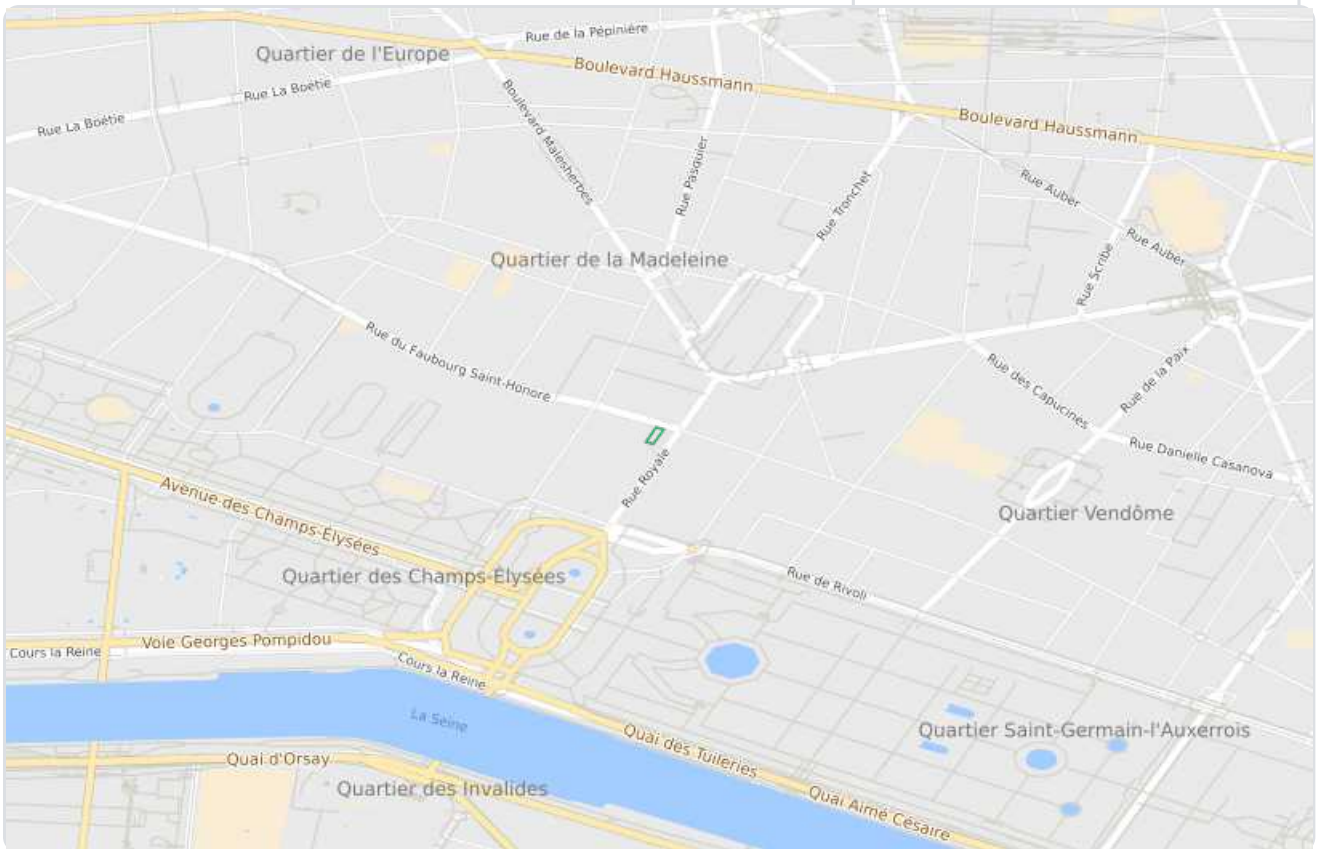 Rue de la Pépinière
Quartier de l'Europe
Boulevard Haussmann
Rue La Boétie
Rue La Boétie
Boulevard Malesherbes
Boulevard Haussmann
Rue Pasquier
Rue Tronchet
Rue Auber
Rue Auber
Quartier de la Madeleine
Rue Scribe
Rue du Faubourg Saint-Honoré
Rue de la Paix
Rue des Capucines
Rue Danielle Casanova
Rue Royale
Avenue des Champs-Élysées
Quartier Vendôme
Quartier des Champs-Élysées
Rue de Rivoli
Voie Georges Pompidou
Cours la Reine
Cours la Reine
La Seine
Quartier Saint-Germain-l'Auxerrois
Quai des Tuileries
Quai d'Orsay
Quartier des Invalides
Quai Aimé Césaire